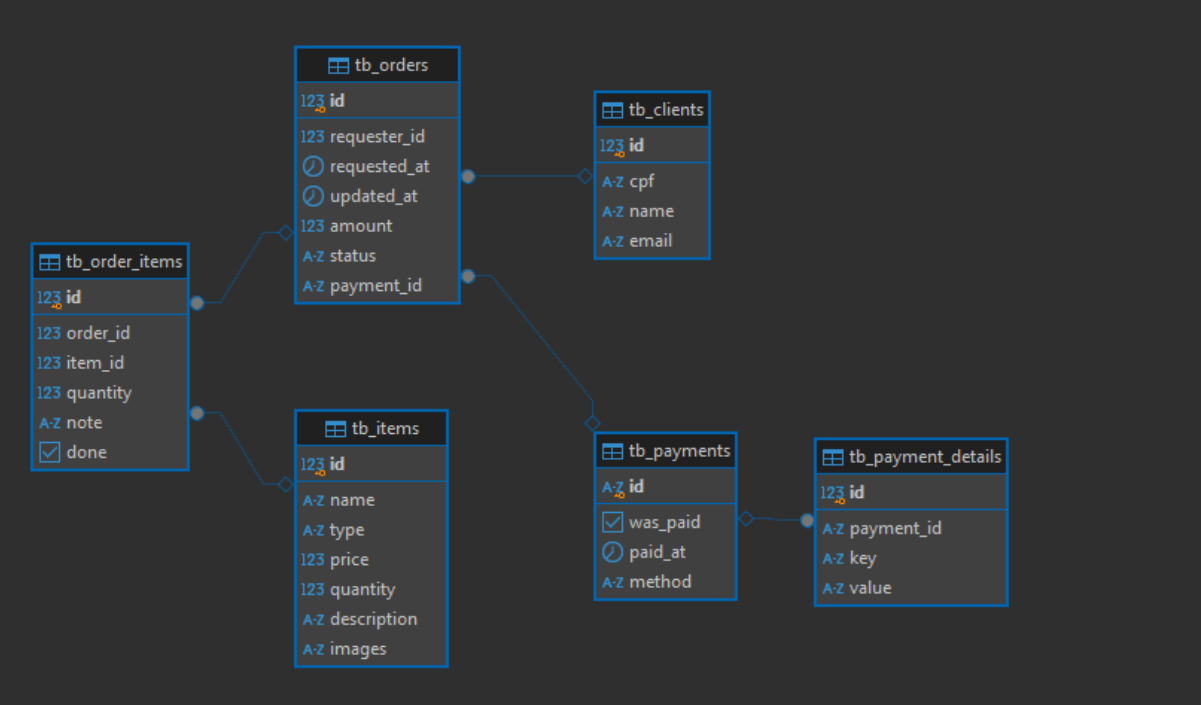 tb_orders
123 id
123 requester_id
requested_at
updated_at
123 amount
A-Z status
A-Z payment_id
tb_clients
123 id
A-Z cpf
A-Z name
A-Z email
tb_order_items
123 id
123 order_id
123 item_id
123 quantity
A-Z note
done
tb_items
123 id
A-Z name
A-Z type
123 price
123 quantity
A-Z description
A-Z images
tb_payments
A-Z id
was_paid
paid_at
A-Z method
tb_payment_details
123 id
A-Z payment_id
A-Z key
A-Z value